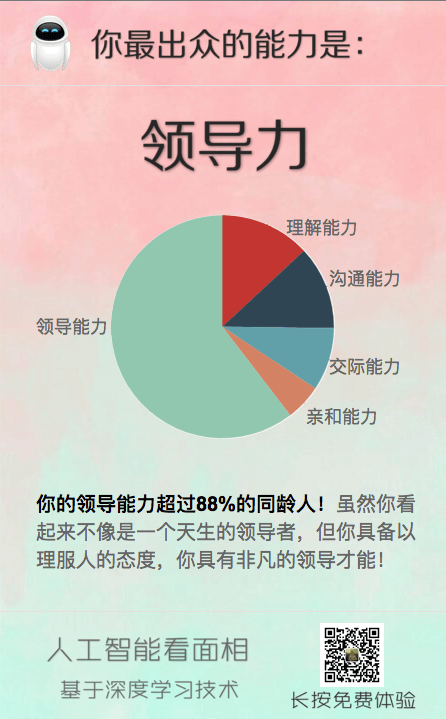 你最出众的能力是：
领导力
理解能力
沟通能力
领导能力
交际能力
亲和能力
你的领导能力超过88%的同龄人！虽然你看
起来不像是一个天生的领导者，但你具备以
理服人的态度，你具有非凡的领导才能！
人工智能看面相
基于深度学习技术
长按免费体验